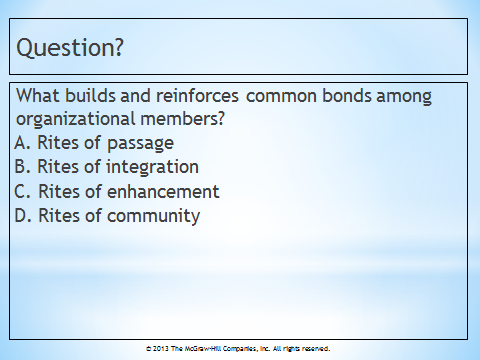 Question?
What builds and reinforces common bonds among
organizational members?
A. Rites of passage
B. Rites of integration
C. Rites of enhancement
D. Rites of community
© 2013 The McGraw-Hill Companies, Inc. All rights reserved.